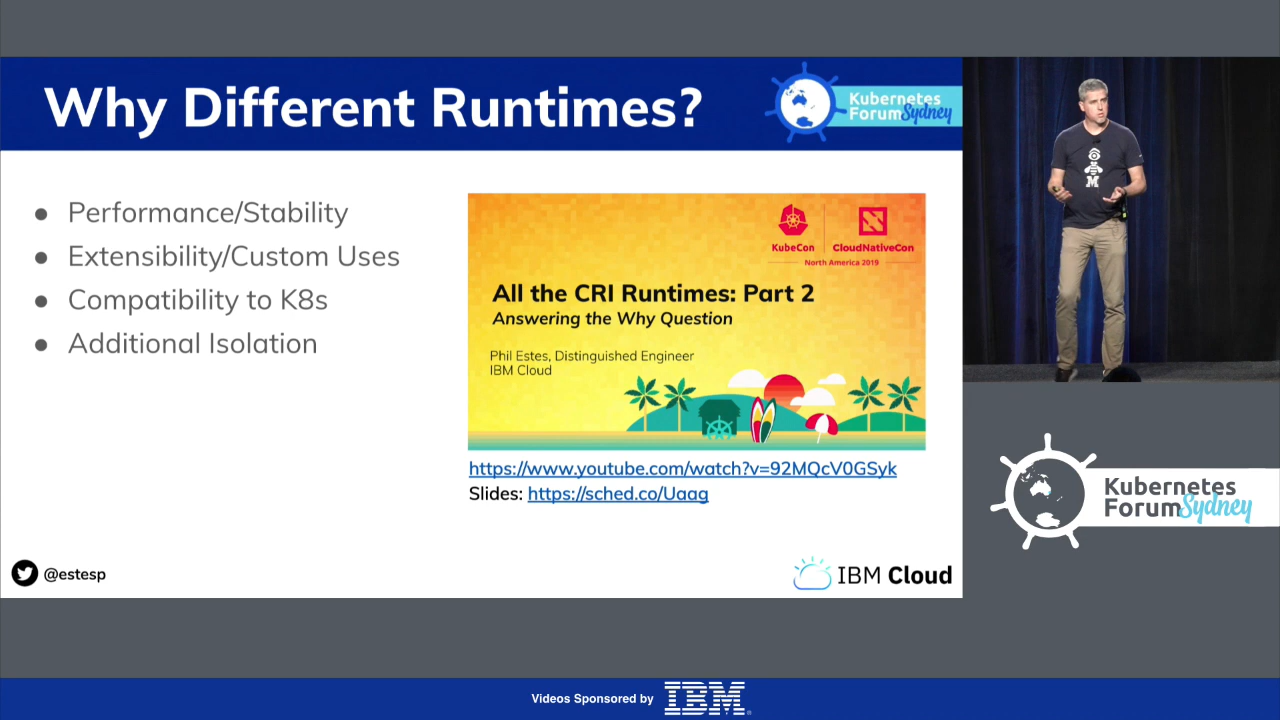 Why Different Runtimes?
Kubernetes
Forum Sydney
● Performance/Stability
● Extensibility/Custom Uses
● Compatibility to K8s
● Additional Isolation
KubeCon
CloudNativeCon
North America 2019
All the CRI Runtimes: Part 2
Answering the Why Question
Phil Estes, Distinguished Engineer
IBM Cloud
https://www.youtube.com/watch?v=92MQcV0GSyk
Slides: https://sched.co/Uaag
@estesp
IBM Cloud
M
Kubernetes
Forum Sydney
Videos Sponsored by IBM